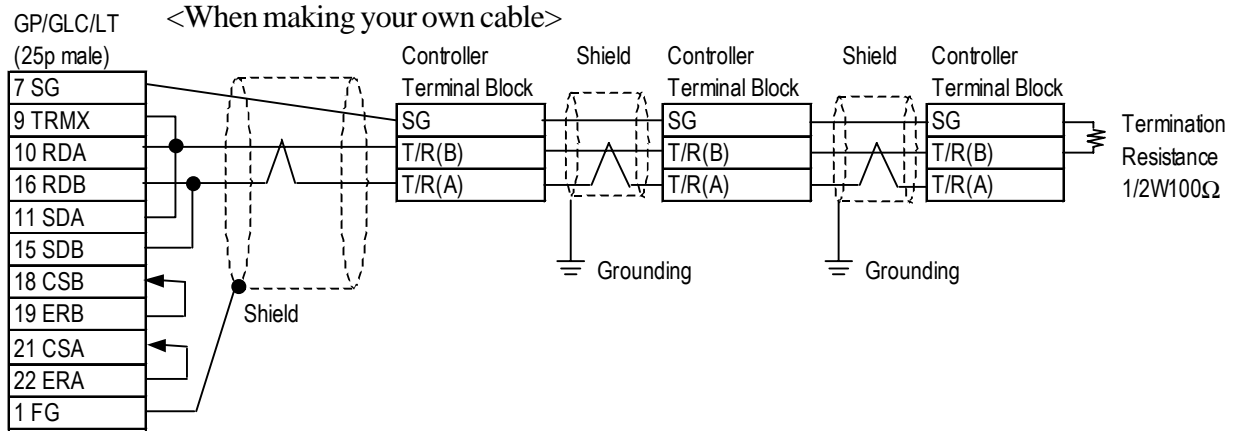 <When making your own cable>
GP/GLC/LT
(25p male)
7 SG
9 TRMX
10 RDA
16 RDB
11 SDA
15 SDB
18 CSB
19 ERB
21 CSA
22 ERA
1 FG
Shield
Controller
Terminal Block
SG
T/R(B)
T/R(A)
Shield
Grounding
Controller
Terminal Block
SG
T/R(B)
T/R(A)
Shield
Grounding
Controller
Terminal Block
SG
T/R(B)
T/R(A)
Termination
Resistance
1/2W100Ω